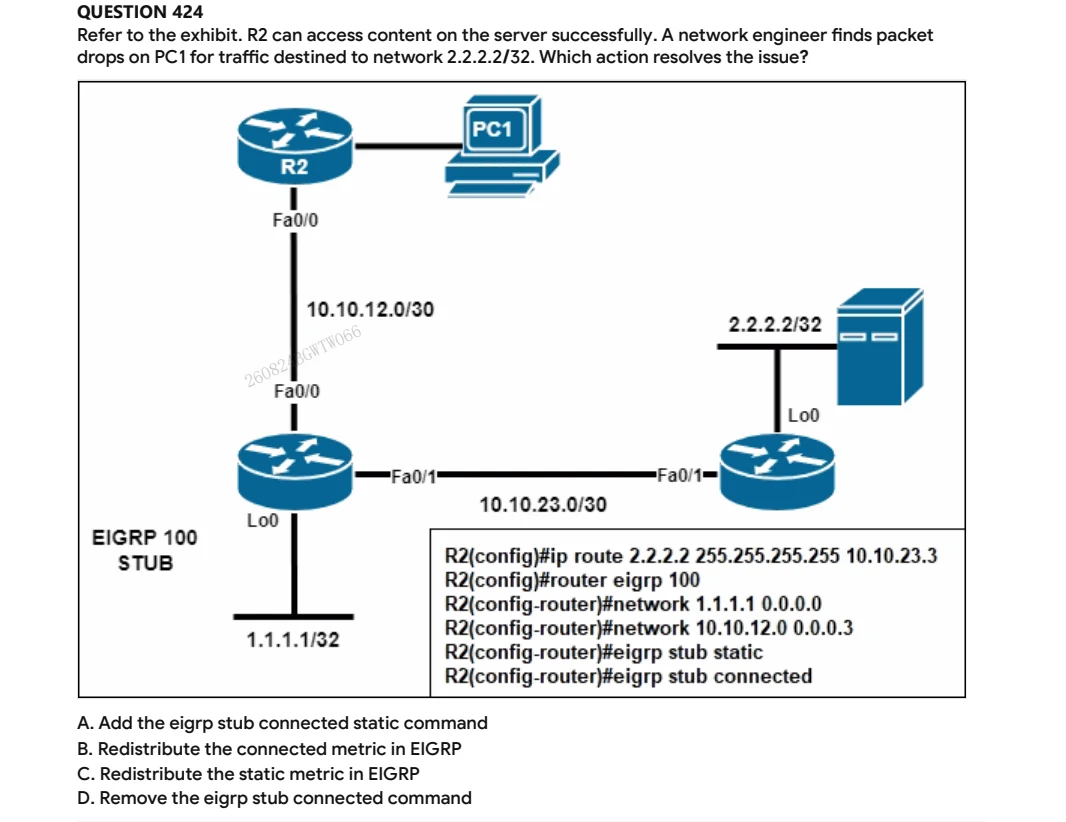 QUESTION 424
Refer to the exhibit. R2 can access content on the server successfully. A network engineer finds packet
drops on PC1 for traffic destined to network 2.2.2.2/32. Which action resolves the issue?
PC1
R2
Fa0/0
10.10.12.0/30
2.2.2.2/32
Fa0/0
Lo0
Fa0/1
Fa0/1
10.10.23.0/30
Lo0
EIGRP 100
STUB
1.1.1.1/32
R2(config)#ip route 2.2.2.2 255.255.255.255 10.10.23.3
R2(config)#router eigrp 100
R2(config-router)#network 1.1.1.1 0.0.0.0
R2(config-router)#network 10.10.12.0 0.0.0.3
R2(config-router)#eigrp stub static
R2(config-router)#eigrp stub connected
A. Add the eigrp stub connected static command
B. Redistribute the connected metric in EIGRP
C. Redistribute the static metric in EIGRP
D. Remove the eigrp stub connected command